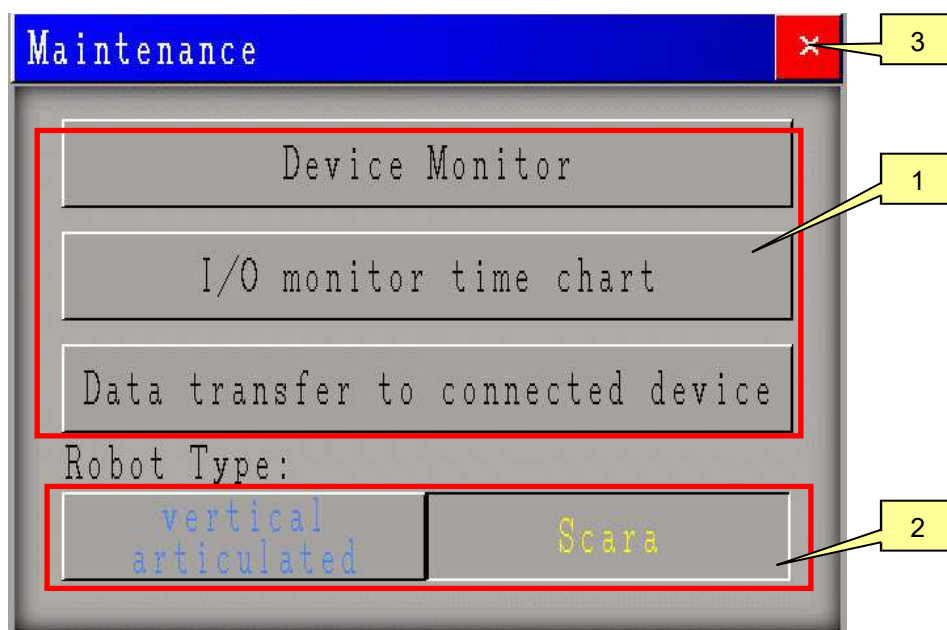 Maintenance
×
3
Device Monitor
1
I/O monitor time chart
Data transfer to connected device
Robot Type:
vertical
articulated
Scara
2